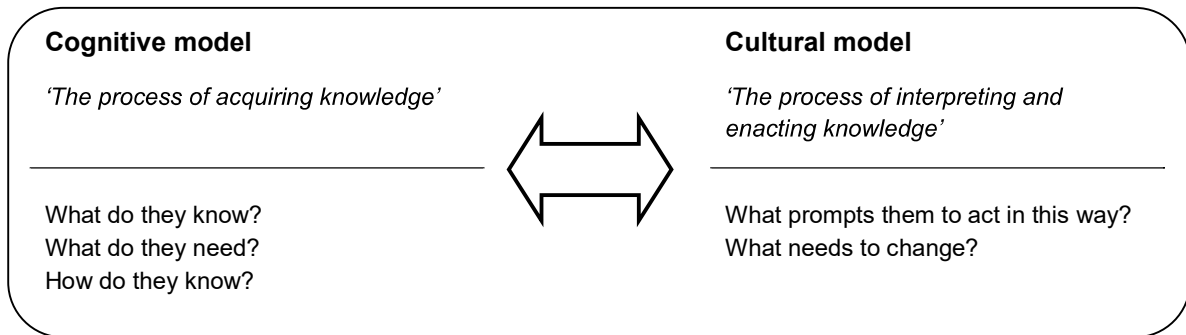 Cognitive model
‘The process of acquiring knowledge’
What do they know?
What do they need?
How do they know?
Cultural model
‘The process of interpreting and
enacting knowledge’
What prompts them to act in this way?
What needs to change?